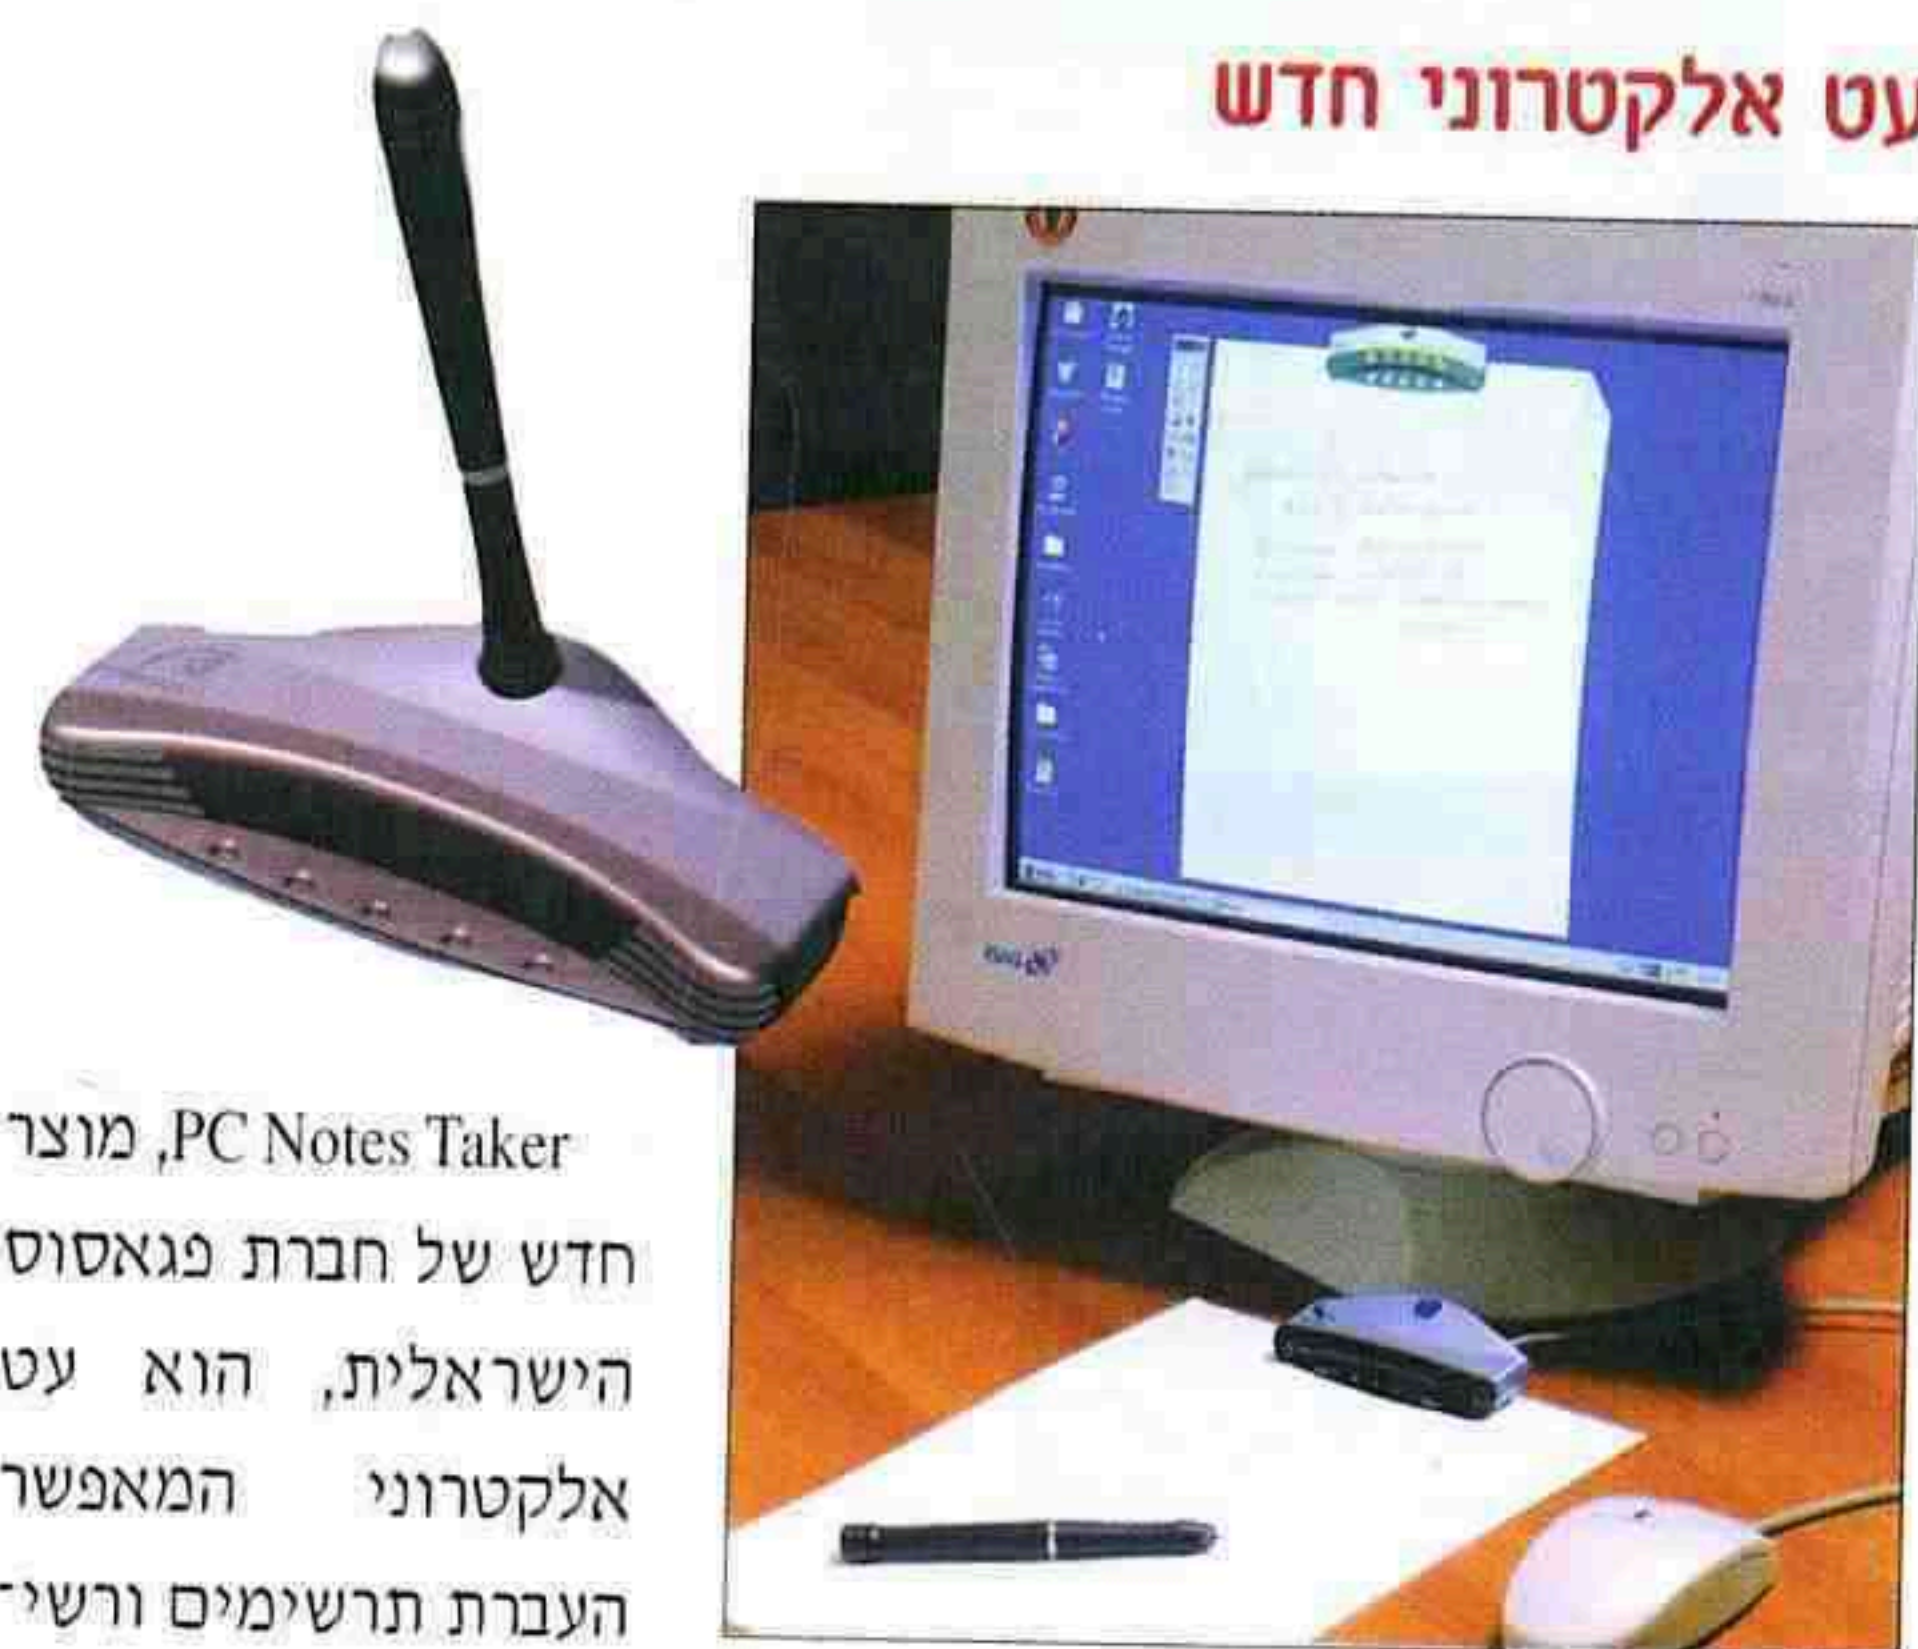 עט אלקטרוני חדש
PC Notes Taker, מוצר
חדש של חברת פגאסוס
הישראלית, הוא עט
אלקטרוני המאפשר
העברת תרשימים ורשי־